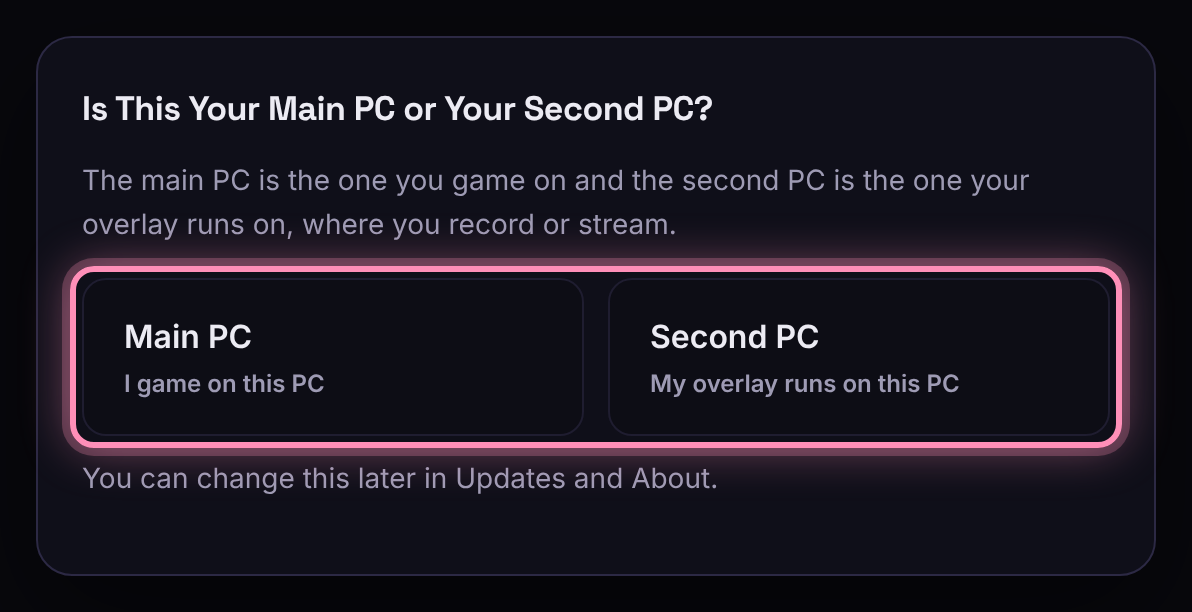 Is This Your Main PC or Your Second PC?
The main PC is the one you game on and the second PC is the one your
overlay runs on, where you record or stream.
Main PC
I game on this PC
Second PC
My overlay runs on this PC
You can change this later in Updates and About.